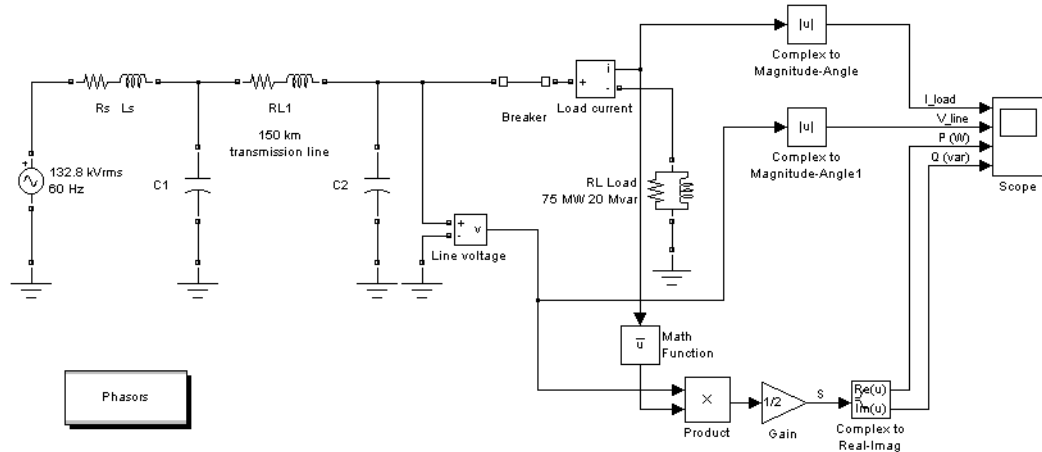 |u|
Complex to
Magnitude-Angle
i
+
-
Load current
Rs Ls
RL1
Breaker
150 km
transmission line
I_load
V_line
P (W)
Q (var)
Scope
|u|
Complex to
Magnitude-Angle1
+
132.8 kVrms
60 Hz
C1
C2
RL Load
75 MW 20 Mvar
+
-
v
Line voltage
u
Math
Function
Phasors
×
Product
1/2
Gain
S
Re(u)
Im(u)
Complex to
Real-Imag